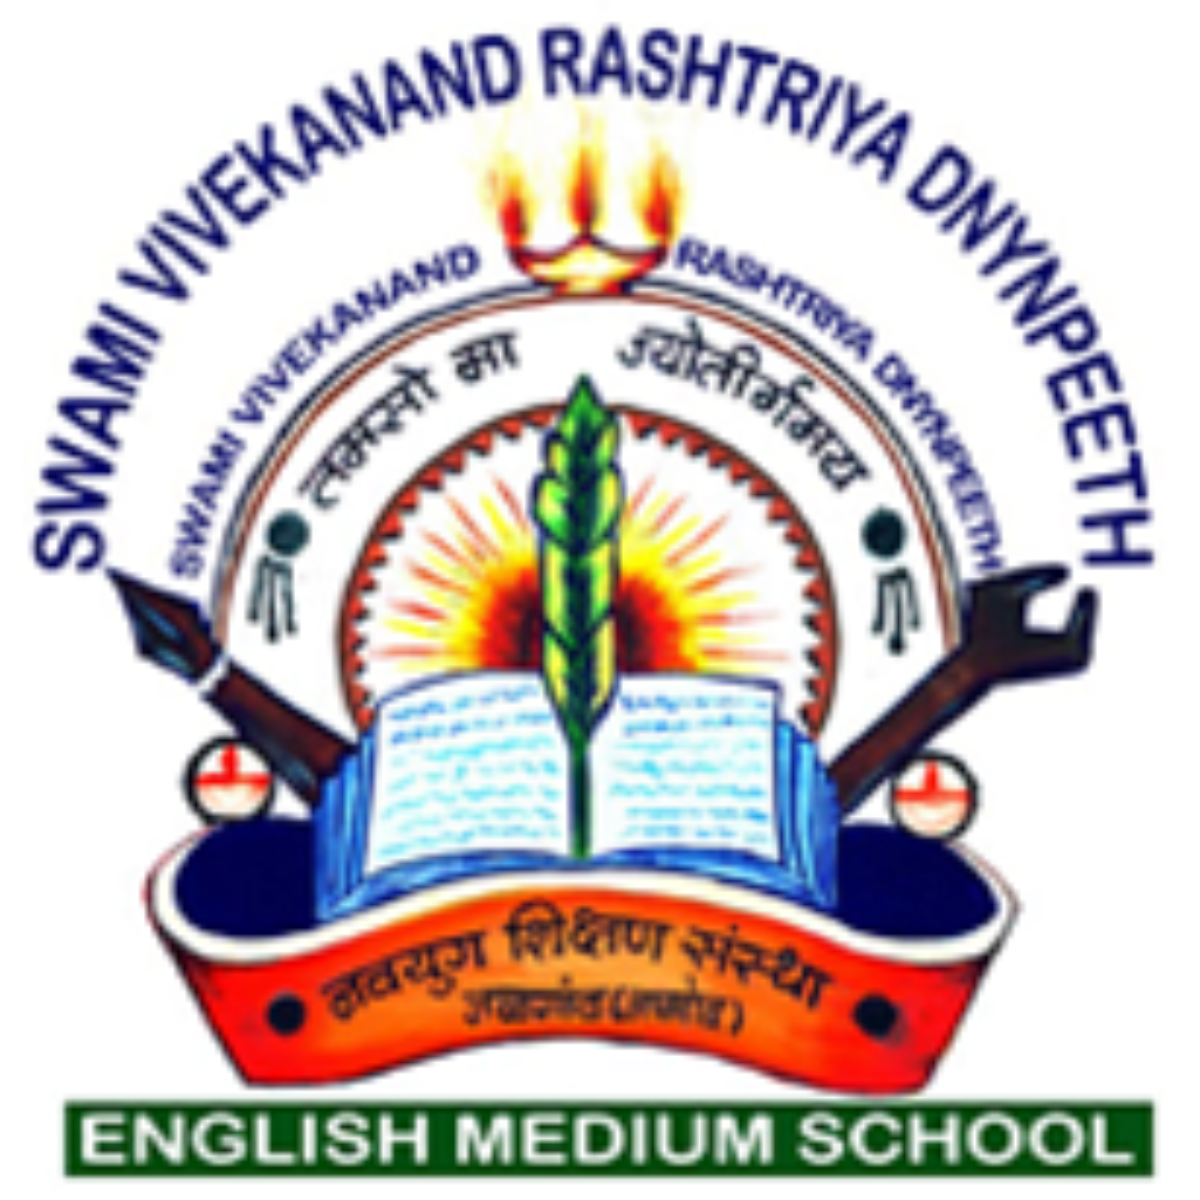 SWAMI VIVEKANAND RASHTRIYA DNYNPEETH
SWAMI VIVEKANAND RASHTRIYA DNYNPEETH
तमसो मा ज्योतीर्गमय
नवयुग शिक्षण संस्था
ENGLISH MEDIUM SCHOOL